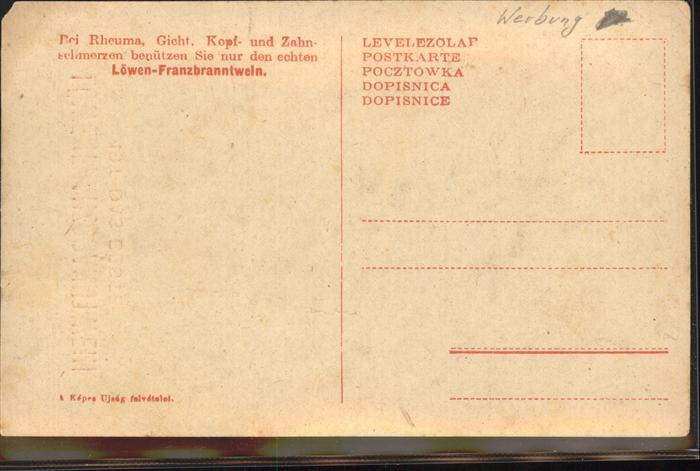 Bei Rheuma, Gicht, Kopf- und Zahn-
schmerzen benützen Sie nur den echten
Löwen-Franzbranntwein.
A Képes Ujság felvételei.
Werbung
LEVELEZŐLAP
POSTKARTE
POCZTOWKA
DOPISNICA
DOPISNICE